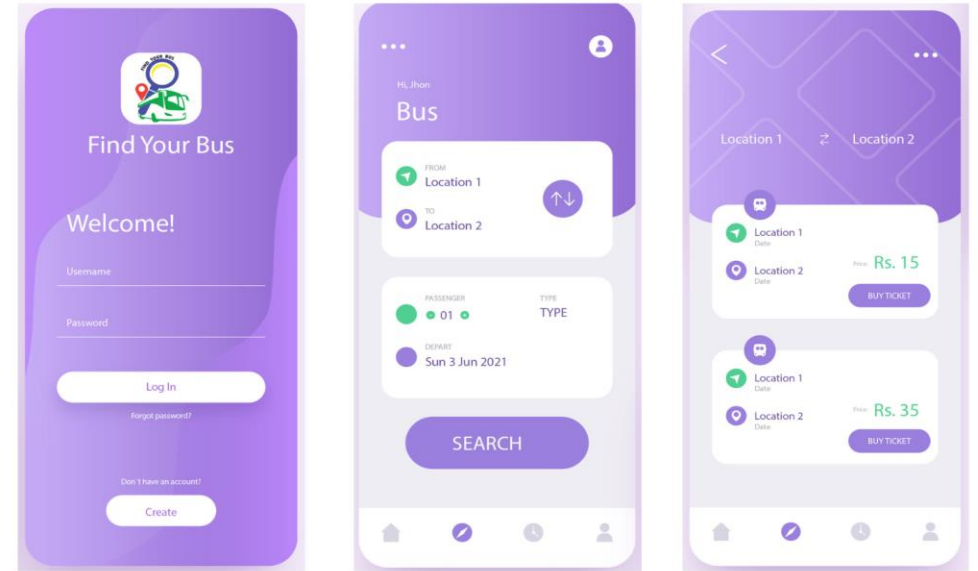 FIND YOUR BUS
Find Your Bus
Welcome!
Username
Password
Log In
Forgot password?
Don't have an account?
Create
Hi, Jhon
Bus
FROM
Location 1
TO
Location 2
PASSENGER
01
TYPE
TYPE
DEPART
Sun 3 Jun 2021
SEARCH
Location 1
Location 2
Location 1
Date
Location 2
Date
Price
Rs. 15
BUY TICKET
Location 1
Date
Location 2
Date
Price
Rs. 35
BUY TICKET